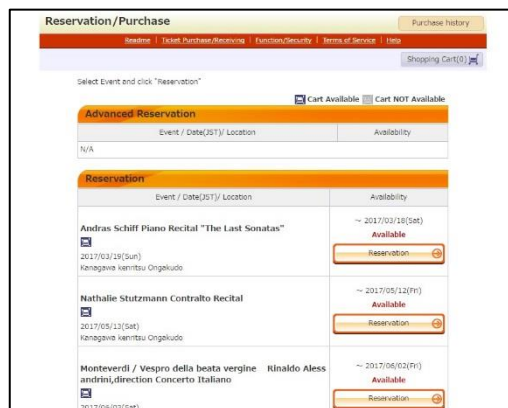 Reservation/Purchase
Purchase history
Readme | Ticket Purchase/Receiving | Function/Security | Terms of Service | Help
Shopping Cart(0)
Select Event and click "Reservation"
Cart Available Cart NOT Available
Advanced Reservation
Event / Date(JST)/ Location Availability
N/A
Reservation
Event / Date(JST)/ Location Availability
Andras Schiff Piano Recital "The Last Sonatas"
2017/03/19(Sun)
Kanagawa kenritsu Ongakudo
~ 2017/03/18(Sat)
Available
Reservation
Nathalie Stutzmann Contralto Recital
2017/05/13(Sat)
Kanagawa kenritsu Ongakudo
~ 2017/05/12(Fri)
Available
Reservation
Monteverdi / Vespro della beata vergine Rinaldo Aless
andrini,direction Concerto Italiano
2017/06/03(Sat)
~ 2017/06/02(Fri)
Available
Reservation